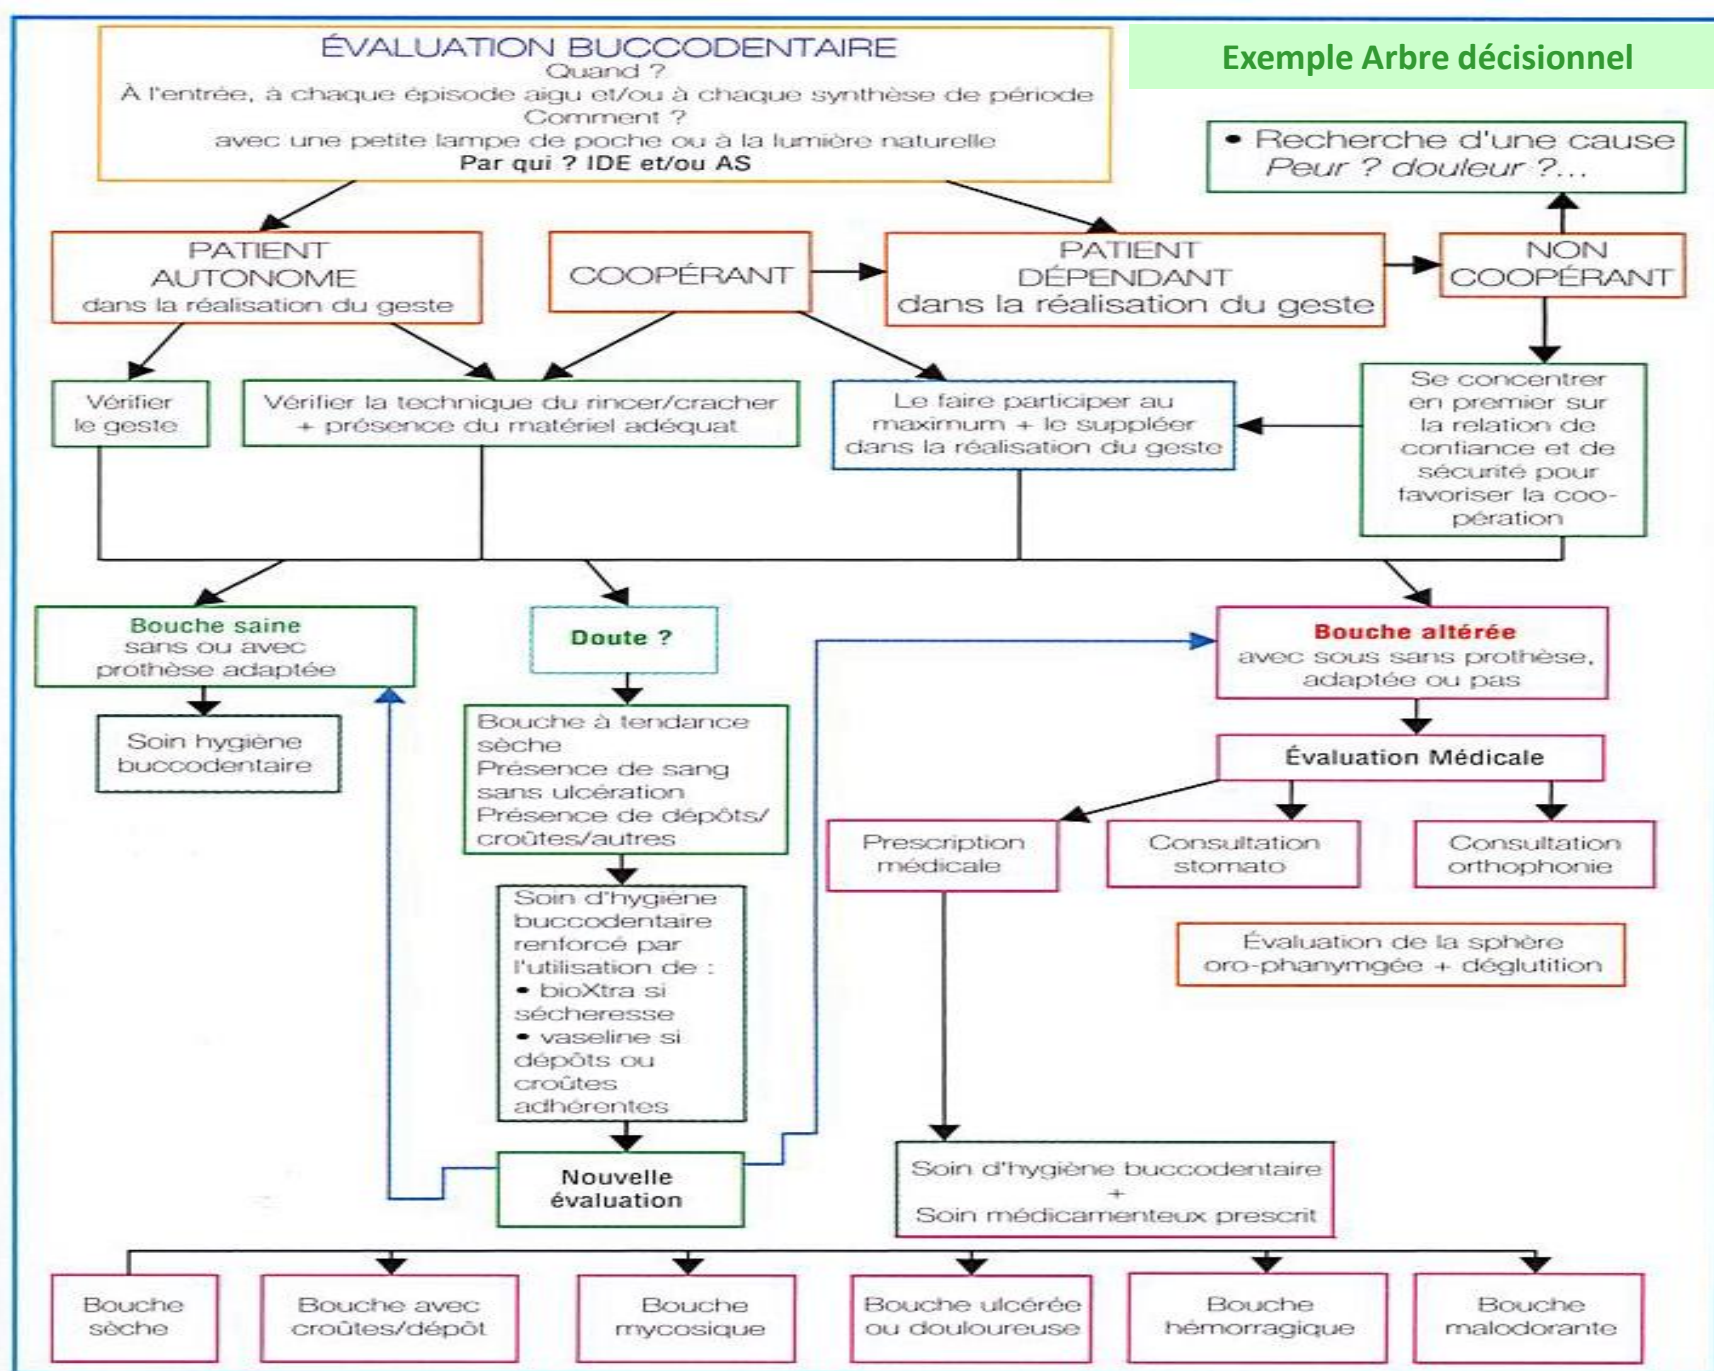 ÉVALUATION BUCCODENTAIRE
Quand ?
À l'entrée, à chaque épisode aigu et/ou à chaque synthèse de période
Comment ?
avec une petite lampe de poche ou à la lumière naturelle
Par qui ? IDE et/ou AS
Exemple Arbre décisionnel
• Recherche d'une cause
Peur ? douleur ?...
PATIENT
AUTONOME
dans la réalisation du geste
COOPÉRANT
PATIENT
DÉPENDANT
dans la réalisation du geste
NON
COOPÉRANT
Vérifier
le geste
Vérifier la technique du rincer/cracher
+ présence du matériel adéquat
Le faire participer au
maximum + le suppléer
dans la réalisation du geste
Se concentrer
en premier sur
la relation de
confiance et de
sécurité pour
favoriser la coo-
pération
Bouche saine
sans ou avec
prothèse adaptée
Soin hygiène
buccodentaire
Doute ?
Bouche à tendance
sèche
Présence de sang
sans ulcération
Présence de dépôts/
croûtes/autres
Soin d'hygiène
buccodentaire
renforcé par
l'utilisation de :
• bioXtra si
sécheresse
• vaseline si
dépôts ou
croûtes
adhérentes
Nouvelle
évaluation
Bouche altérée
avec sous sans prothèse,
adaptée ou pas
Évaluation Médicale
Prescription
médicale
Consultation
stomato
Consultation
orthophonie
Évaluation de la sphère
oro-phanymgée + déglutition
Soin d'hygiène buccodentaire
+
Soin médicamenteux prescrit
Bouche
sèche
Bouche avec
croûtes/dépôt
Bouche
mycosique
Bouche ulcérée
ou douloureuse
Bouche
hémorragique
Bouche
malodorante